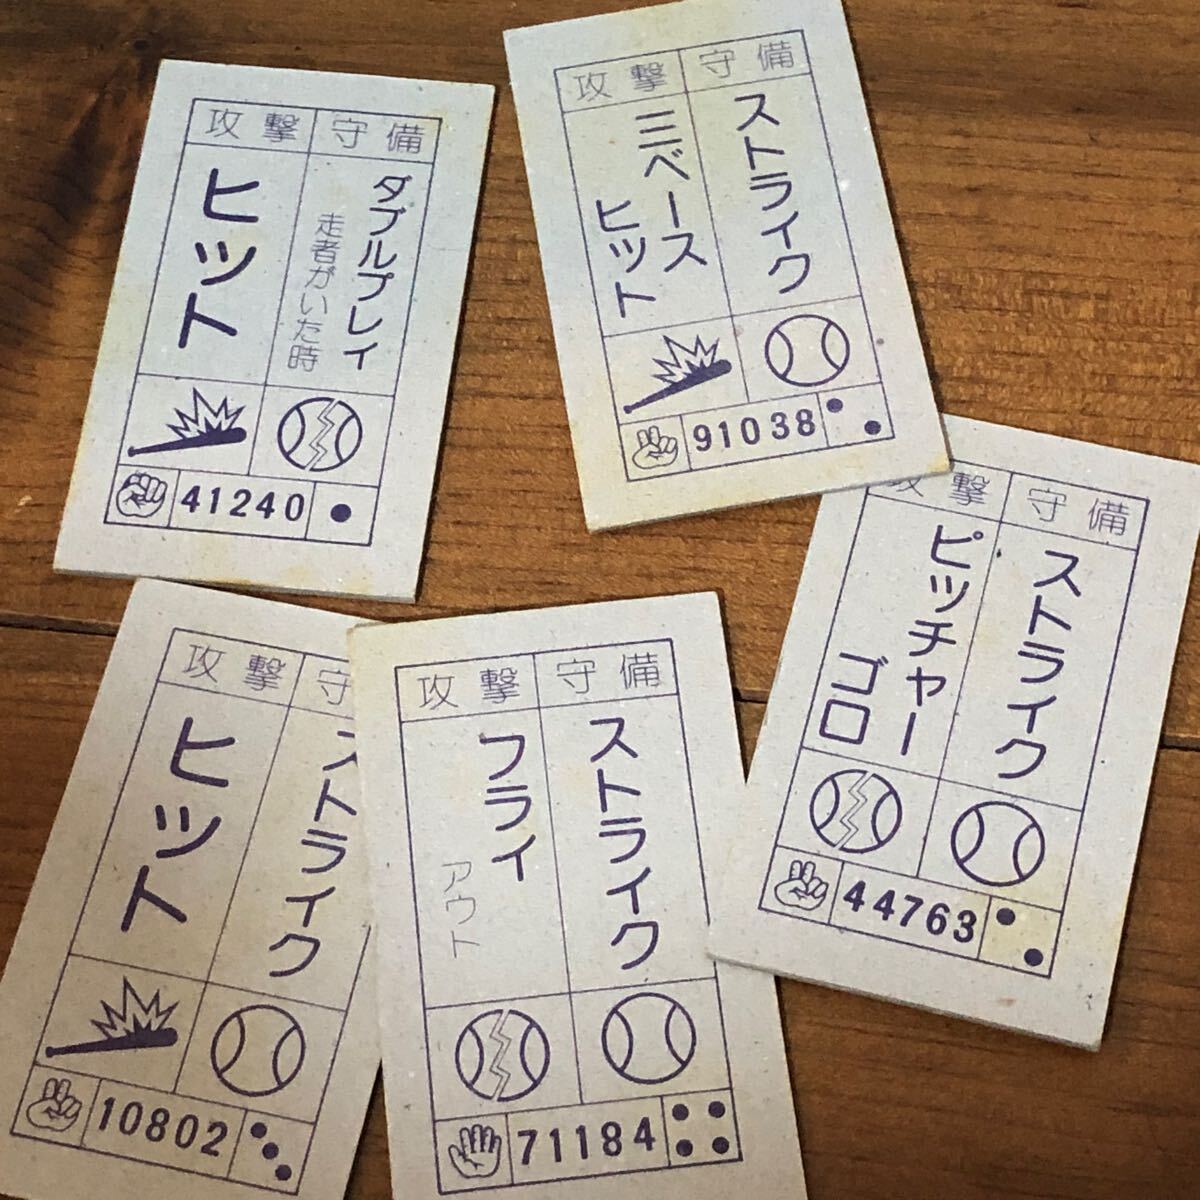 攻撃 守備
ダブルプレイ
走者がいた時
ヒット
41240
攻撃 守備
ストライク
三ベース
ヒット
91038
攻撃 守備
ストライク
ピッチャー
ゴロ
44763
攻撃 守
ストライク
ヒット
10802
攻撃 守備
ストライク
フライ
アウト
71184